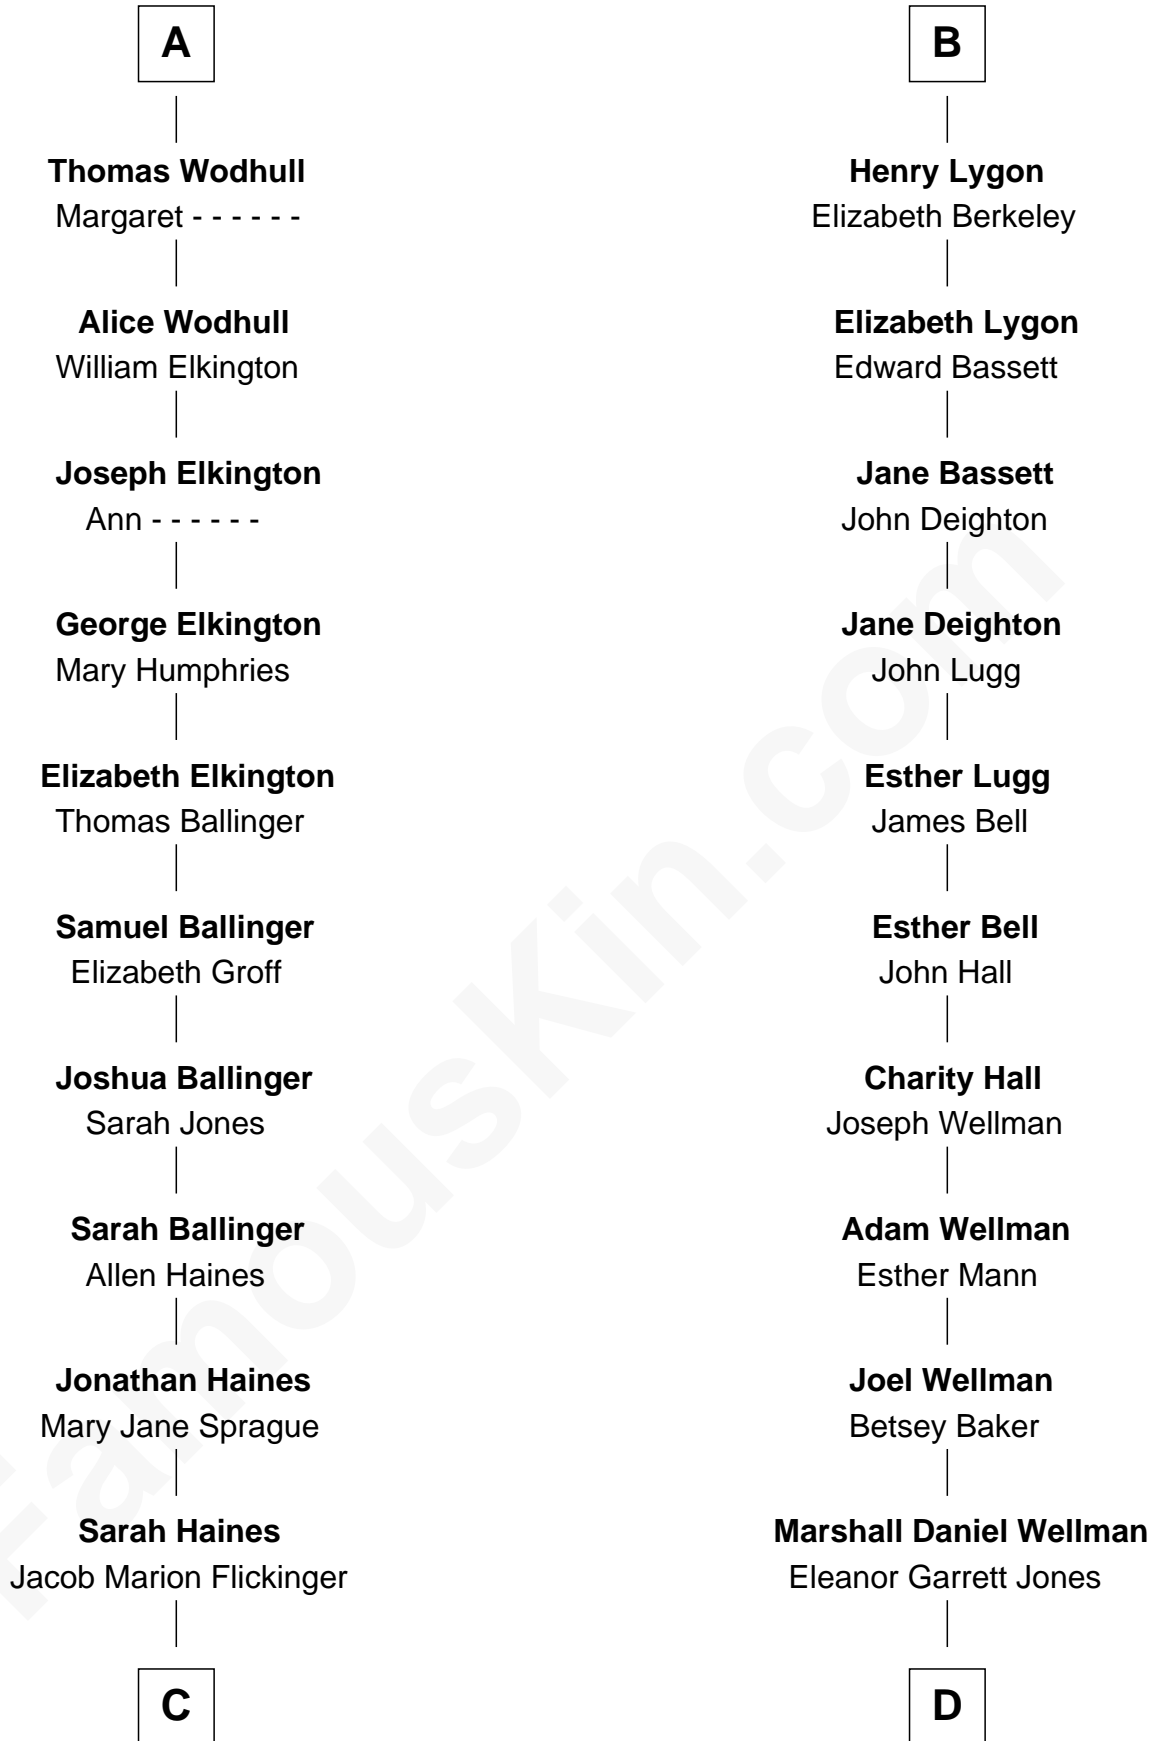 A
Thomas Wodhull
Margaret - - - - - -
Alice Wodhull
William Elkington
Joseph Elkington
Ann - - - - - -
George Elkington
Mary Humphries
Elizabeth Elkington
Thomas Ballinger
Samuel Ballinger
Elizabeth Groff
Joshua Ballinger
Sarah Jones
Sarah Ballinger
Allen Haines
Jonathan Haines
Mary Jane Sprague
Sarah Haines
Jacob Marion Flickinger
C
B
Henry Lygon
Elizabeth Berkeley
Elizabeth Lygon
Edward Bassett
Jane Bassett
John Deighton
Jane Deighton
John Lugg
Esther Lugg
James Bell
Esther Bell
John Hall
Charity Hall
Joseph Wellman
Adam Wellman
Esther Mann
Joel Wellman
Betsey Baker
Marshall Daniel Wellman
Eleanor Garrett Jones
D
FamousKin.com